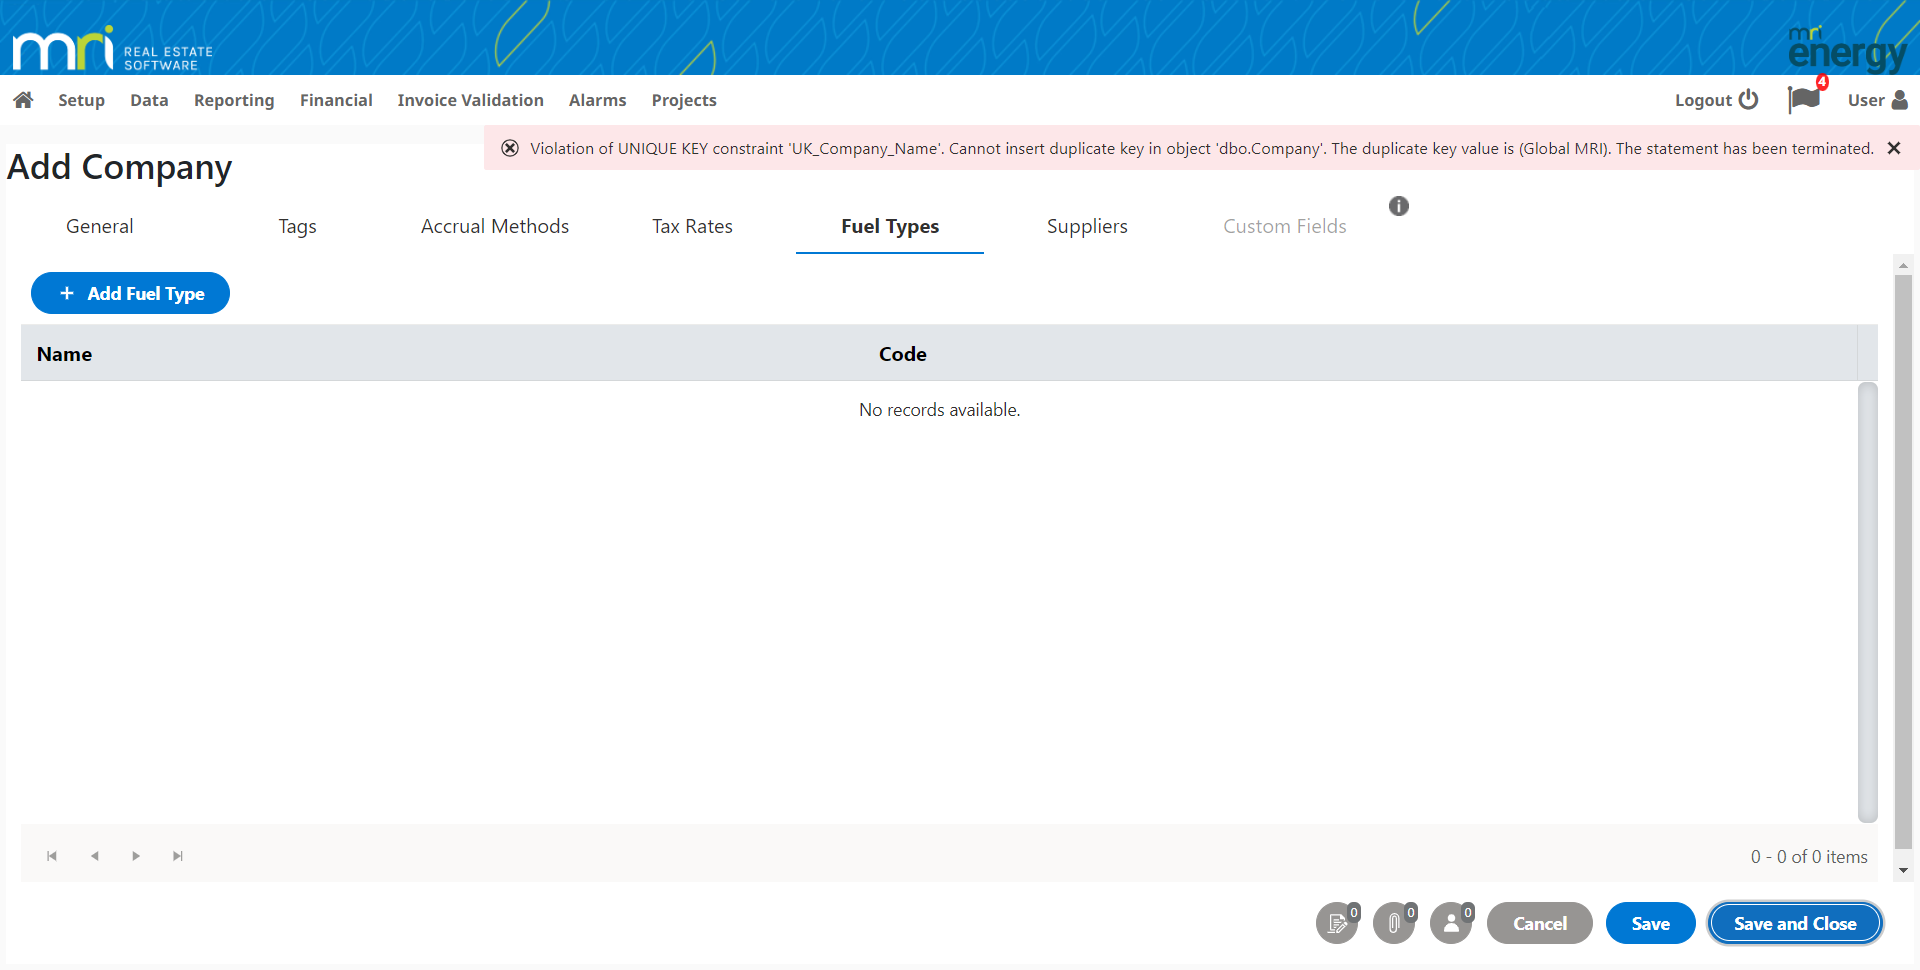 mri REAL ESTATE SOFTWARE
mri energy
Setup Data Reporting Financial Invoice Validation Alarms Projects Logout 4 User
Violation of UNIQUE KEY constraint 'UK_Company_Name'. Cannot insert duplicate key in object 'dbo.Company'. The duplicate key value is (Global MRI). The statement has been terminated.
Add Company
General Tags Accrual Methods Tax Rates Fuel Types Suppliers Custom Fields i
+ Add Fuel Type
Name Code
No records available.
0 - 0 of 0 items
0 0 0 Cancel Save Save and Close